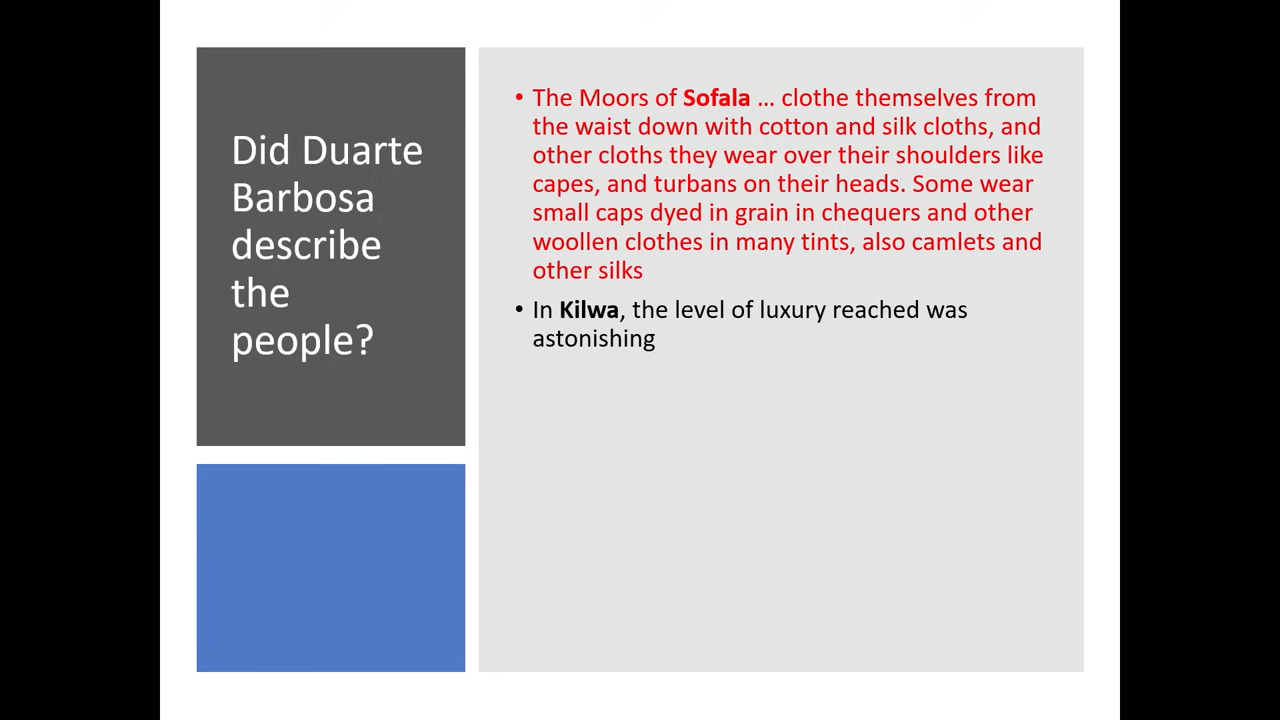 Did Duarte
Barbosa
describe
the
people?
• The Moors of Sofala … clothe themselves from
the waist down with cotton and silk cloths, and
other cloths they wear over their shoulders like
capes, and turbans on their heads. Some wear
small caps dyed in grain in chequers and other
woollen clothes in many tints, also camlets and
other silks
• In Kilwa, the level of luxury reached was
astonishing